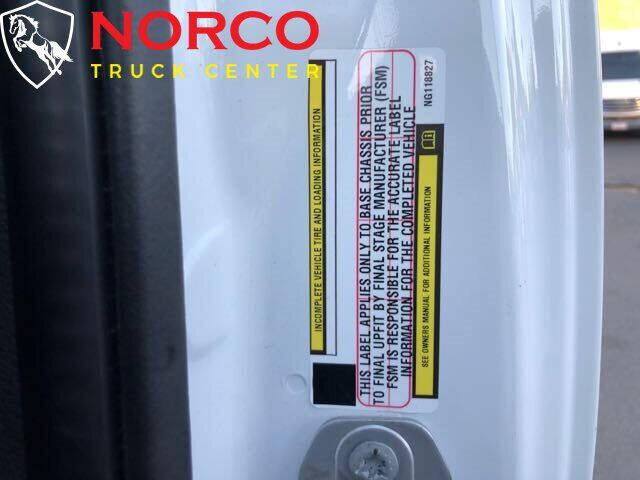 NORCO
TRUCK CENTER
INCOMPLETE VEHICLE TIRE AND LOADING INFORMATION
THIS LABEL APPLIES ONLY TO BASE CHASSIS PRIOR
TO FINAL UPFIT BY FINAL STAGE MANUFACTURER (FSM)
FSM IS RESPONSIBLE FOR THE ACCURATE LABEL
INFORMATION FOR THE COMPLETED VEHICLE
SEE OWNERS MANUAL FOR ADDITIONAL INFORMATION
NG118827